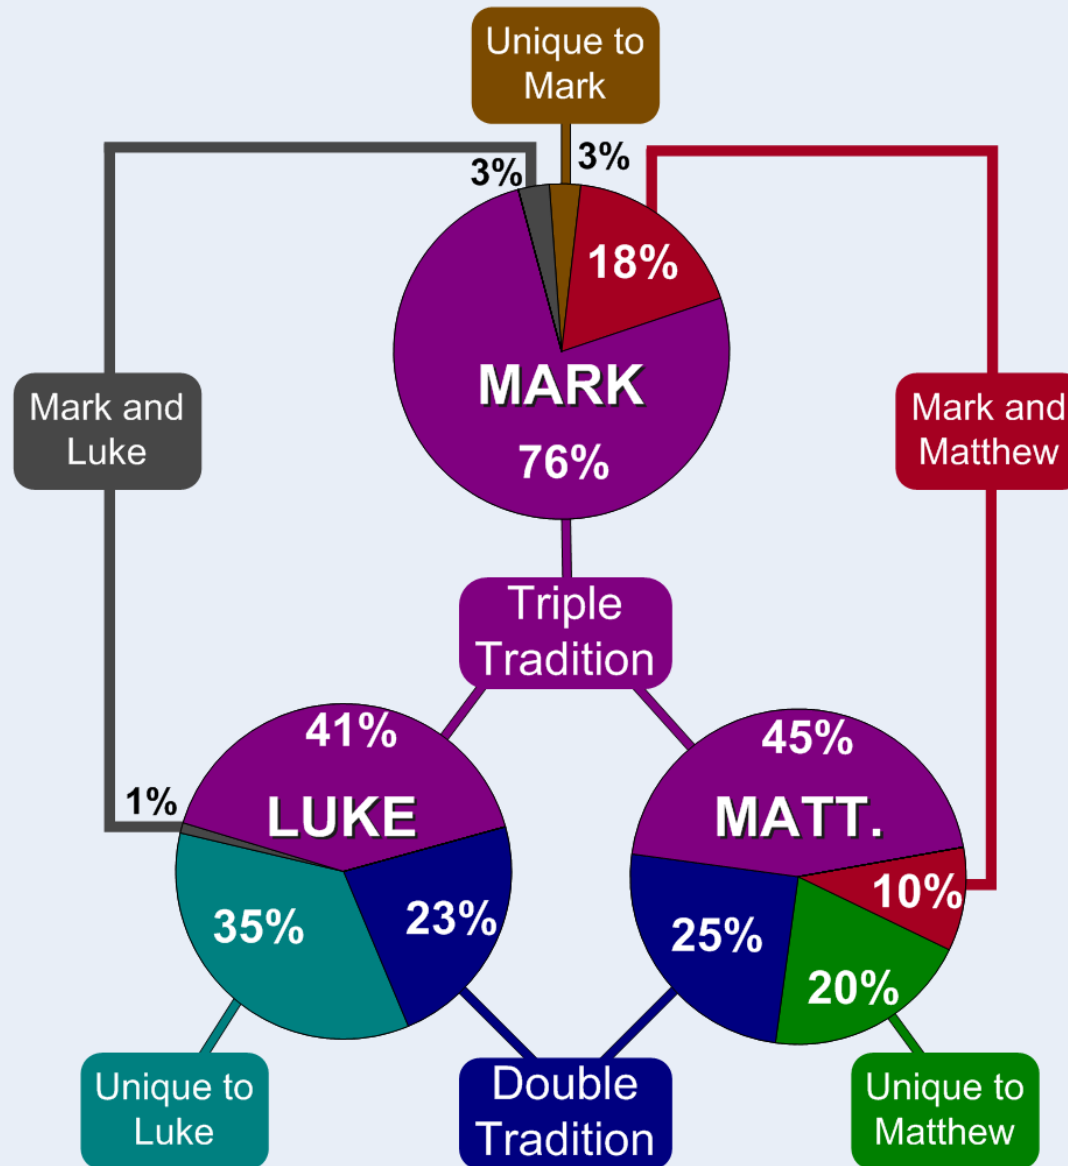 Unique to
Mark
3%
3%
18%
MARK
76%
Mark and
Luke
Mark and
Matthew
Triple
Tradition
41%
LUKE
1%
35%
23%
45%
MATT.
10%
25%
20%
Unique to
Luke
Double
Tradition
Unique to
Matthew